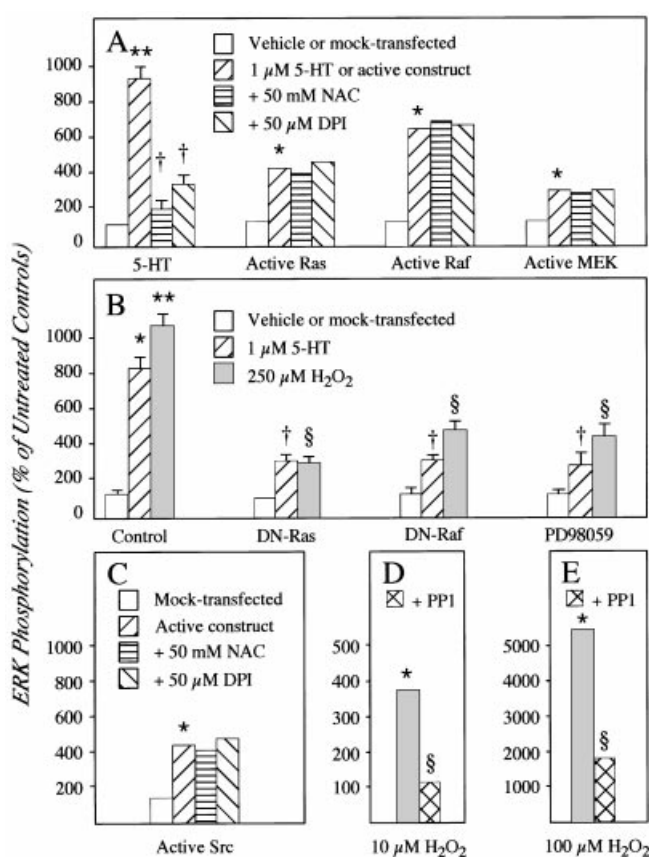 ERK Phosphorylation (% of Untreated Controls)
A
Vehicle or mock-transfected
1 µM 5-HT or active construct
+ 50 mM NAC
+ 50 µM DPI
1000
800
600
400
200
0
**
†
†
*
*
*
5-HT
Active Ras
Active Raf
Active MEK
B
Vehicle or mock-transfected
1 µM 5-HT
250 µM H₂O₂
1000
800
600
400
200
0
*
**
†
§
†
§
†
§
Control
DN-Ras
DN-Raf
PD98059
C
Mock-transfected
Active construct
+ 50 mM NAC
+ 50 µM DPI
1000
800
600
400
200
*
Active Src
D
+ PP1
500
400
300
200
100
*
§
10 µM H₂O₂
E
+ PP1
5000
4000
3000
2000
1000
*
§
100 µM H₂O₂